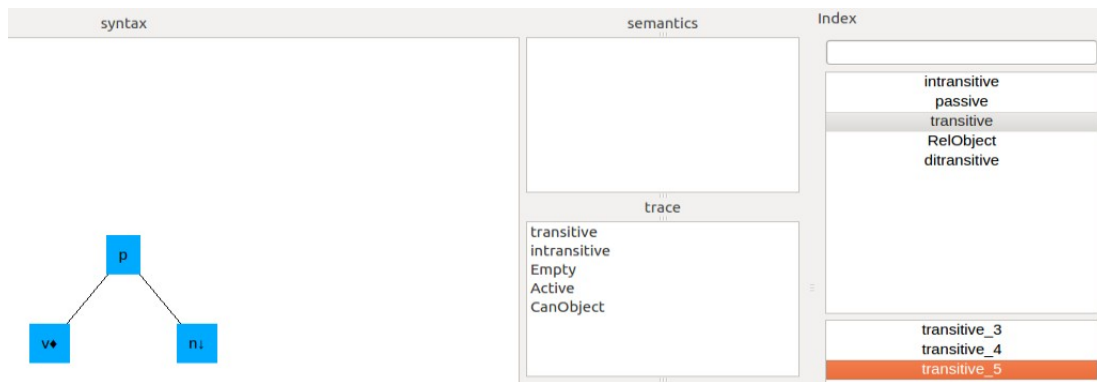 syntax
p
v♦
n↓
semantics
trace
transitive
intransitive
Empty
Active
CanObject
Index
intransitive
passive
transitive
RelObject
ditransitive
transitive_3
transitive_4
transitive_5